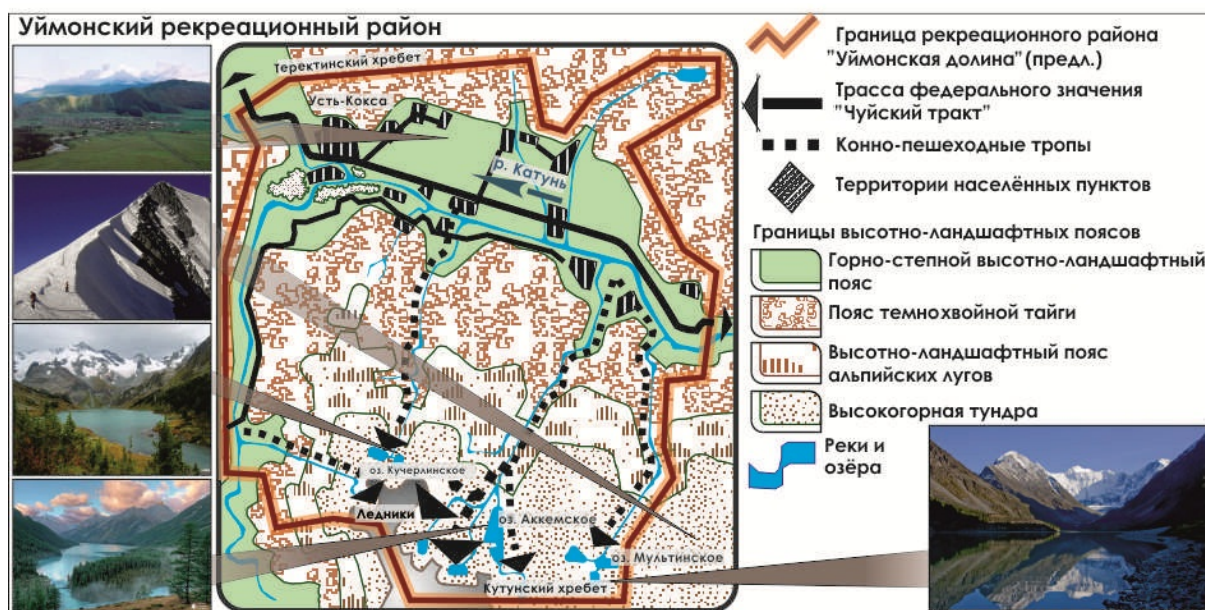 Уймонский рекреационный район
Теректинский хребет
Усть-Кокса
р. Катунь
оз. Кучерлинское
Ледники
оз. Аккемское
оз. Мультинское
Кутунский хребет
Граница рекреационного района
"Уймонская долина" (предл.)
Трасса федерального значения
"Чуйский тракт"
Конно-пешеходные тропы
Территории населённых пунктов
Границы высотно-ландшафтных поясов
Горно-степной высотно-ландшафтный
пояс
Пояс темнохвойной тайги
Высотно-ландшафтный пояс
альпийских лугов
Высокогорная тундра
Реки и
озёра